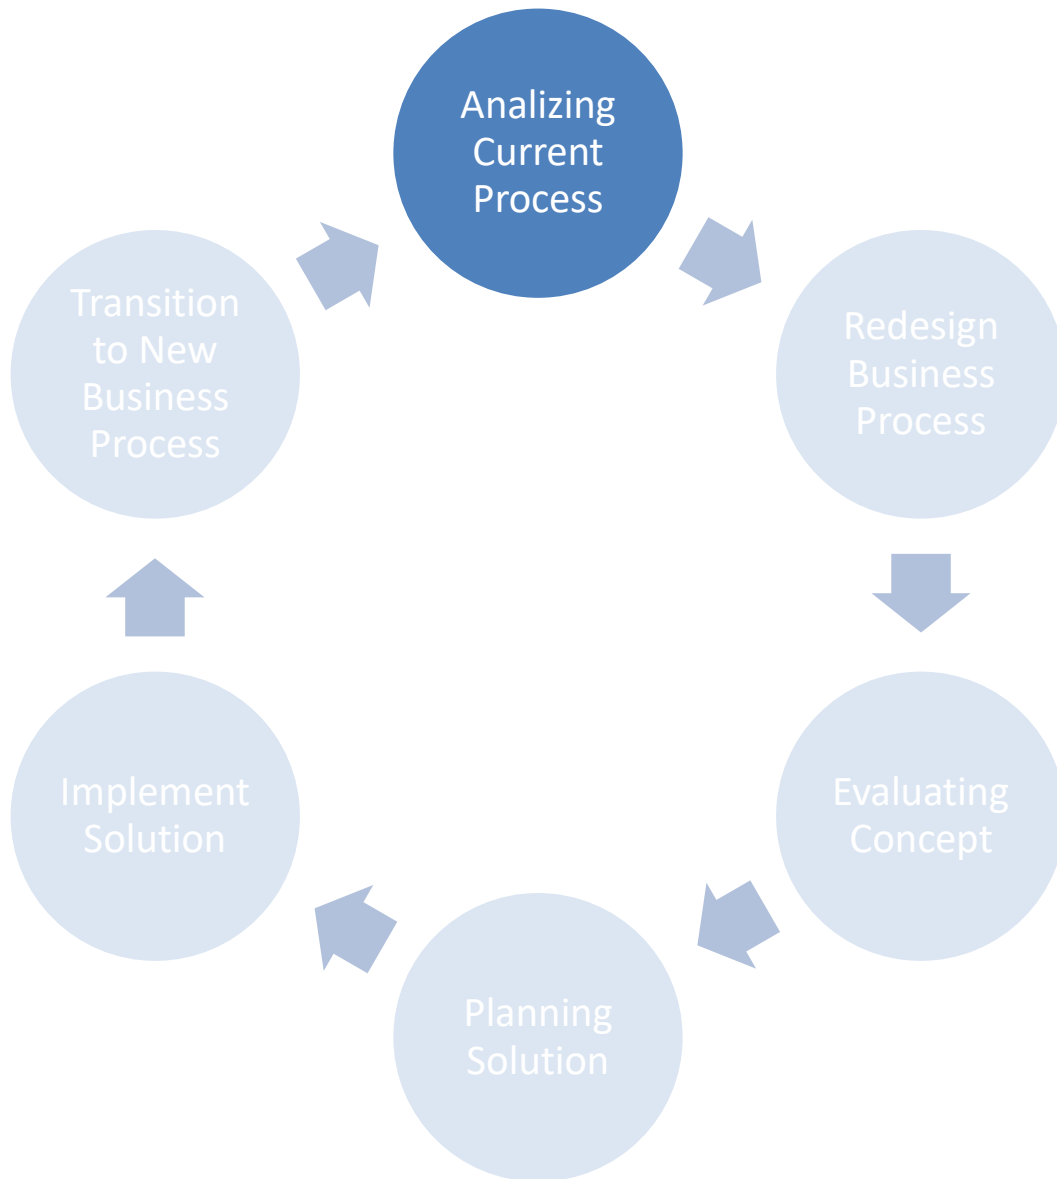 Analizing
Current
Process
Redesign
Business
Process
Evaluating
Concept
Planning
Solution
Implement
Solution
Transition
to New
Business
Process